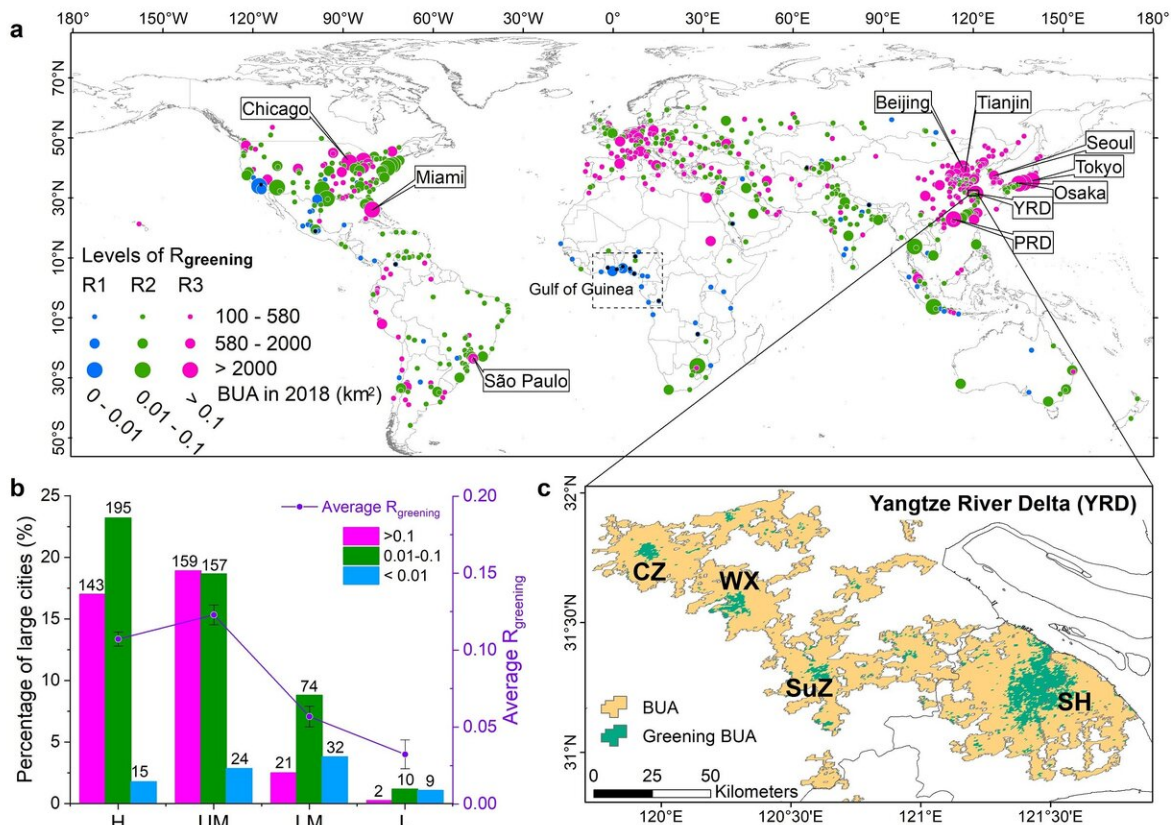 180° 150°W 120°W 90°W 60°W 30°W 0° 30°E 60°E 90°E 120°E 150°E 180°
a
70°N
50°N
30°N
10°N
10°S
30°S
50°S
Chicago
Miami
São Paulo
Gulf of Guinea
Beijing
Tianjin
Seoul
Tokyo
Osaka
YRD
PRD
Levels of Rgreening
R1 R2 R3
100 - 580
580 - 2000
> 2000
BUA in 2018 (km²)
0 - 0.01
0.01 - 0.1
> 0.1
b
Percentage of large cities (%)
25
20
15
10
5
0
143 195 15
159 157 24
21 74 32
2 10 9
Average Rgreening
>0.1
0.01-0.1
< 0.01
0.20
0.15
0.10
0.05
0.00
Average Rgreening
H UM LM L
c
Yangtze River Delta (YRD)
32°N
31°30'N
31°N
CZ
WX
SuZ
SH
BUA
Greening BUA
0 25 50
Kilometers
120°E 120°30'E 121°E 121°30'E